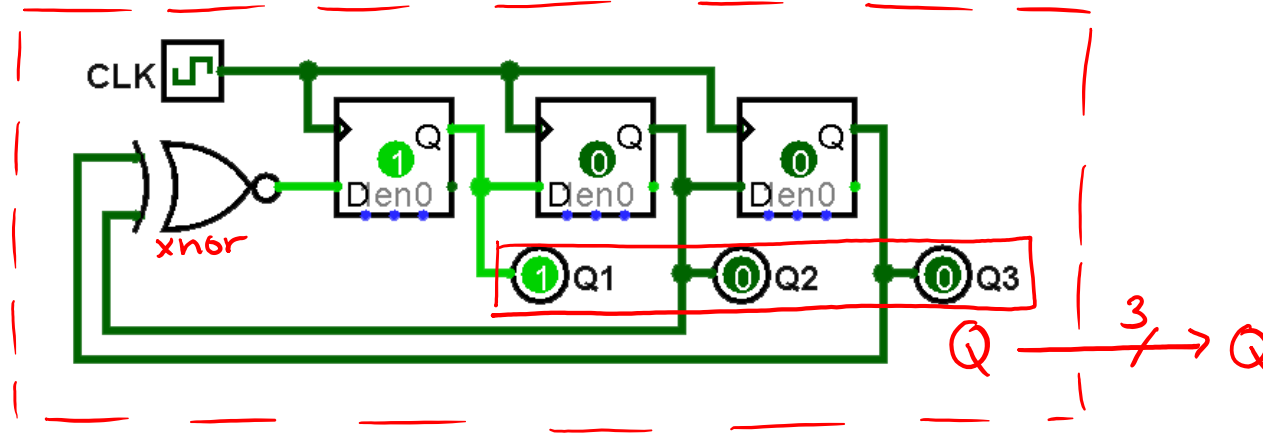 CLK
Q Q Q
1 0 0
D en0 D en0 D en0
xnor
1 Q1 0 Q2 0 Q3
3
Q Q